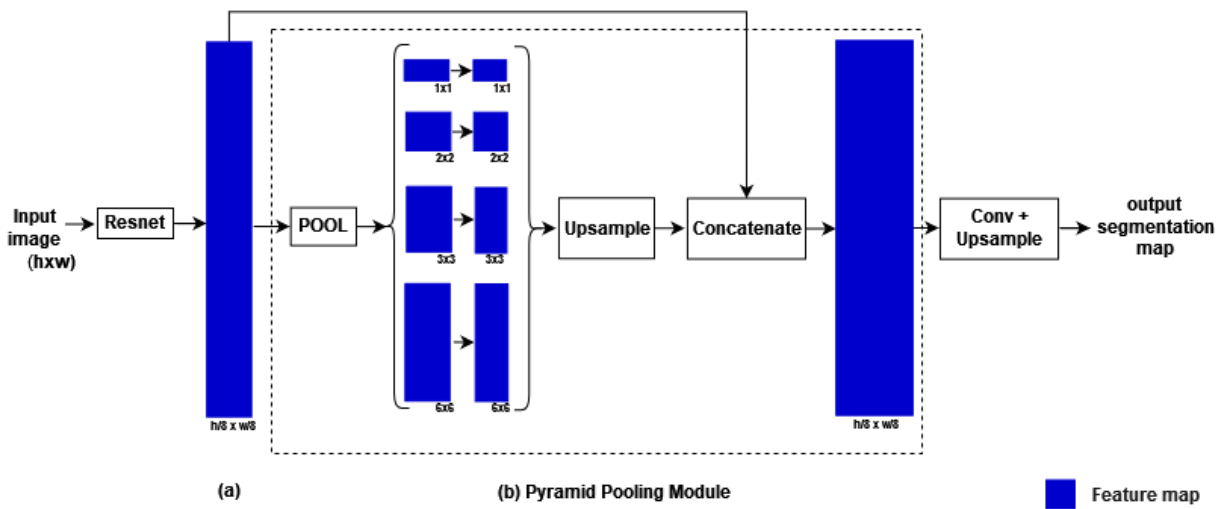 Input
image
(hxw)
Resnet
h/8 x w/8
POOL
1x1
1x1
2x2
2x2
3x3
3x3
6x6
6x6
Upsample
Concatenate
h/8 x w/8
Conv +
Upsample
output
segmentation
map
(a)
(b) Pyramid Pooling Module
Feature map